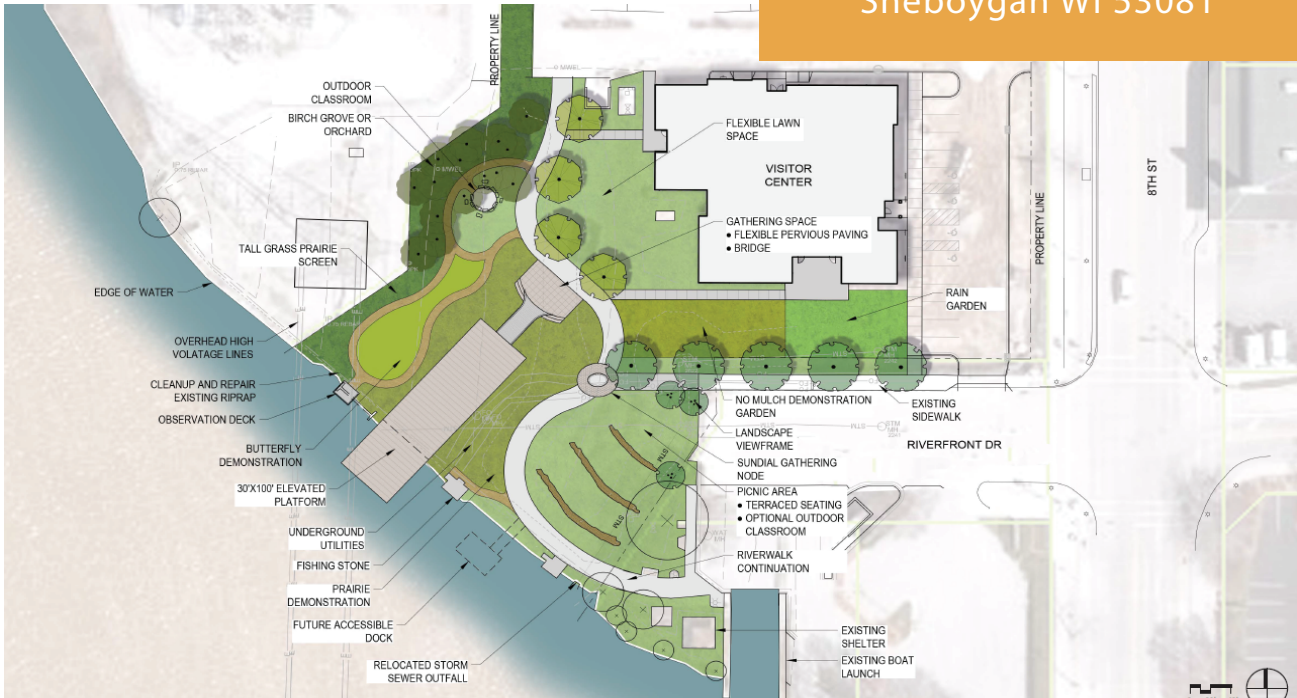 Sheboygan WI 53081
PROPERTY LINE
OUTDOOR
CLASSROOM
BIRCH GROVE OR
ORCHARD
TALL GRASS PRAIRIE
SCREEN
EDGE OF WATER
OVERHEAD HIGH
VOLATAGE LINES
CLEANUP AND REPAIR
EXISTING RIPRAP
OBSERVATION DECK
BUTTERFLY
DEMONSTRATION
30'X100' ELEVATED
PLATFORM
UNDERGROUND
UTILITIES
FISHING STONE
PRAIRIE
DEMONSTRATION
FUTURE ACCESSIBLE
DOCK
RELOCATED STORM
SEWER OUTFALL
FLEXIBLE LAWN
SPACE
VISITOR
CENTER
GATHERING SPACE
• FLEXIBLE PERVIOUS PAVING
• BRIDGE
RAIN
GARDEN
PROPERTY LINE
8TH ST
NO MULCH DEMONSTRATION
GARDEN
EXISTING
SIDEWALK
LANDSCAPE
VIEWFRAME
RIVERFRONT DR
SUNDIAL GATHERING
NODE
PICNIC AREA
• TERRACED SEATING
• OPTIONAL OUTDOOR
CLASSROOM
RIVERWALK
CONTINUATION
EXISTING
SHELTER
EXISTING BOAT
LAUNCH
STM
STM